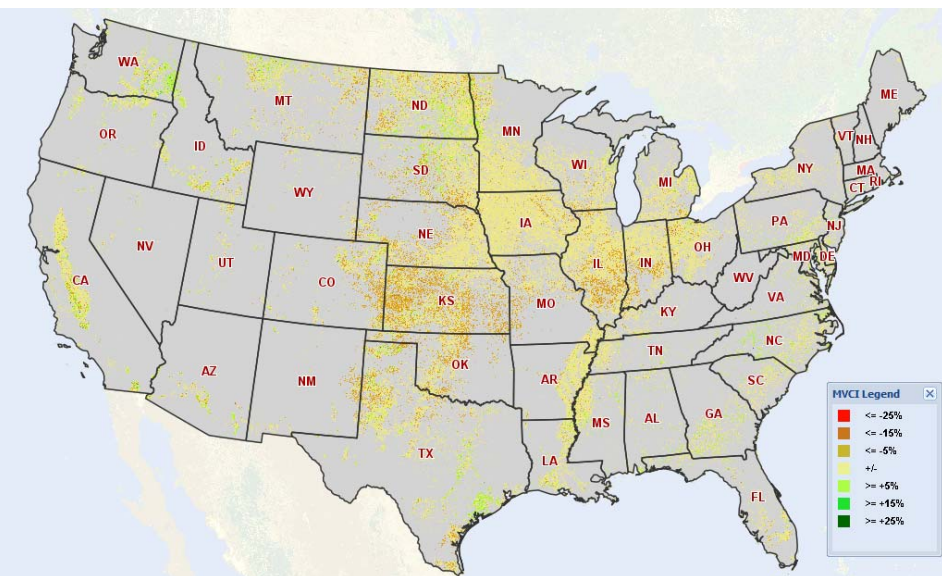 WA
MT
ND
MN
ME
OR
ID
SD
WI
MI
NY
VT
NH
MA
RI
CT
WY
NE
IA
IL
IN
OH
PA
NJ
NV
UT
CO
KS
MO
KY
WV
MD
DE
VA
CA
AZ
NM
OK
AR
TN
NC
SC
TX
LA
MS
AL
GA
FL
MVCI Legend
<= -25%
<= -15%
<= -5%
+/-
>= +5%
>= +15%
>= +25%